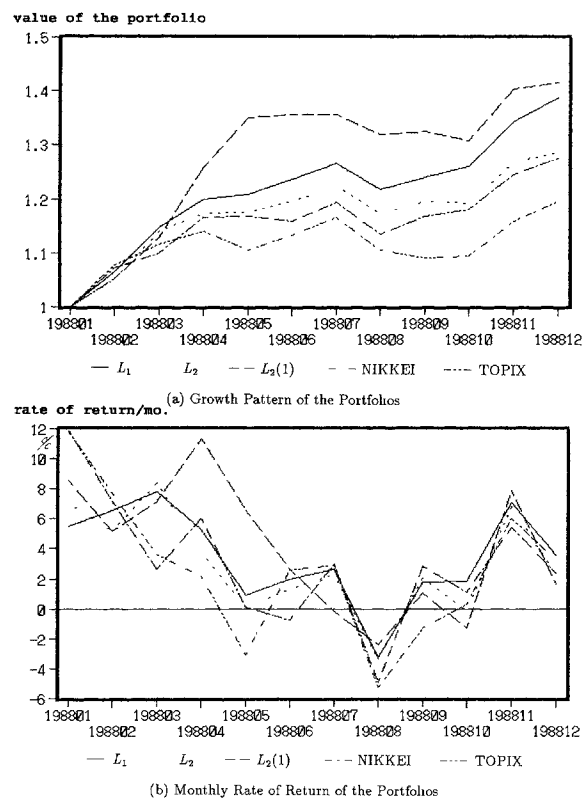 value of the portfolio
1.5
1.4
1.3
1.2
1.1
1
198801 198803 198805 198807 198809 198811
198802 198804 198806 198808 198810 198812
L₁ L₂ L₂(1) NIKKEI TOPIX
(a) Growth Pattern of the Portfolios
rate of return/mo.
12
%
10
8
6
4
2
0
-2
-4
-6
198801 198803 198805 198807 198809 198811
198802 198804 198806 198808 198810 198812
L₁ L₂ L₂(1) NIKKEI TOPIX
(b) Monthly Rate of Return of the Portfolios